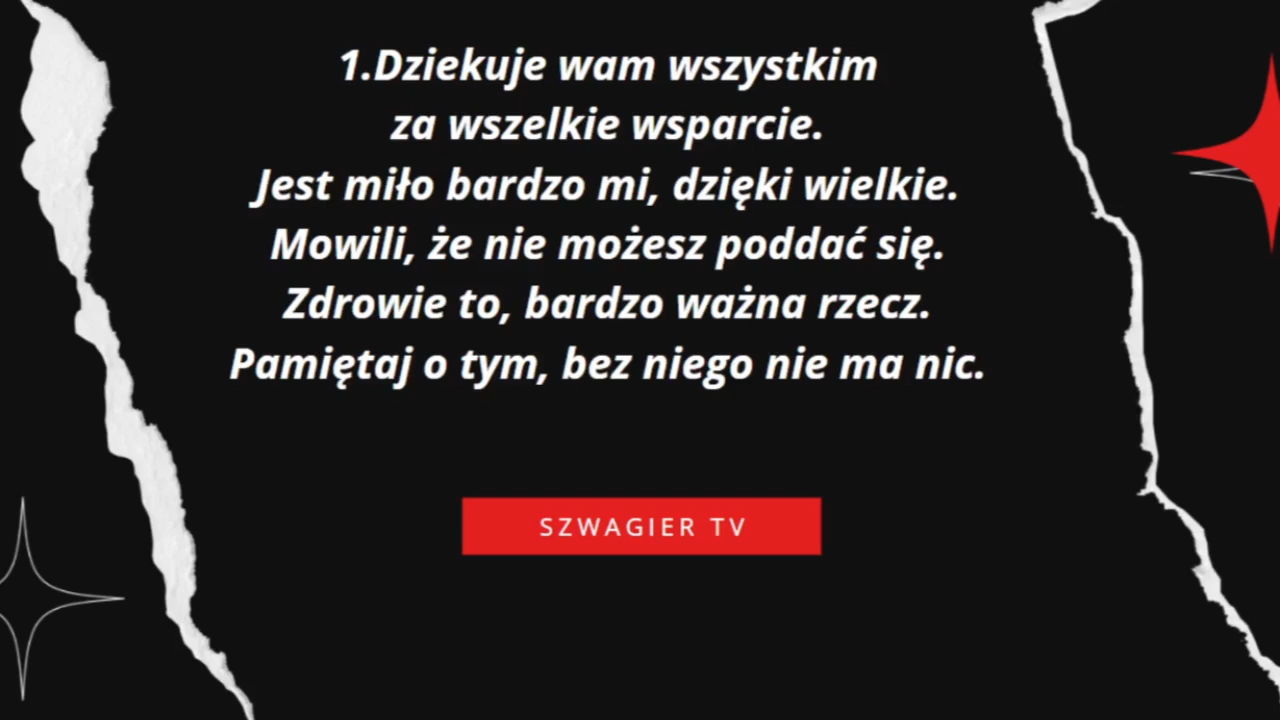 1.Dziekuje wam wszystkim
za wszelkie wsparcie.
Jest miło bardzo mi, dzięki wielkie.
Mowili, że nie możesz poddać się.
Zdrowie to, bardzo ważna rzecz.
Pamiętaj o tym, bez niego nie ma nic.
SZWAGIER TV